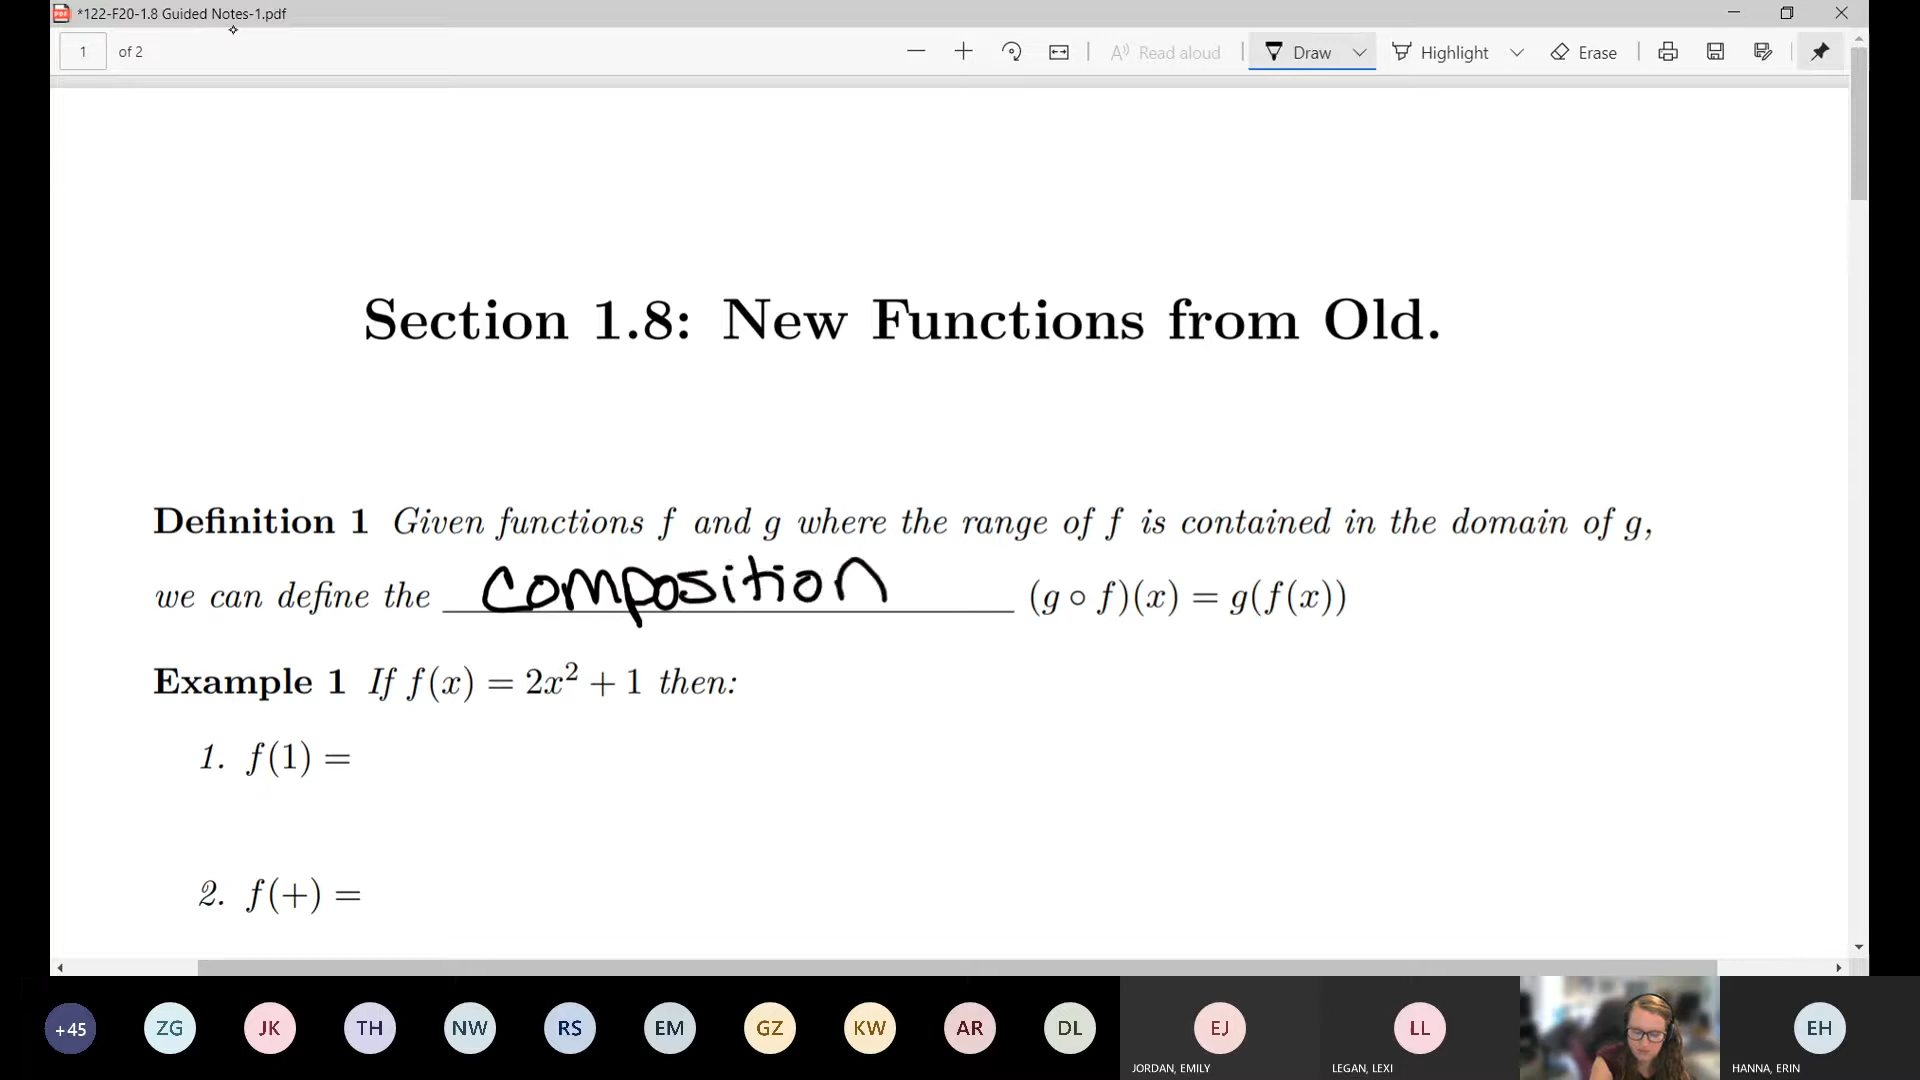 *122-F20-1.8 Guided Notes-1.pdf
1 of 2 Read aloud Draw Highlight Erase
Section 1.8: New Functions from Old.
Definition 1 Given functions f and g where the range of f is contained in the domain of g,
we can define the composition (g ∘ f)(x) = g(f(x))
Example 1 If f(x) = 2x² + 1 then:
1. f(1) =
2. f(+) =
+45 ZG JK TH NW RS EM GZ KW AR DL EJ LL EH
JORDAN, EMILY LEGAN, LEXI HANNA, ERIN